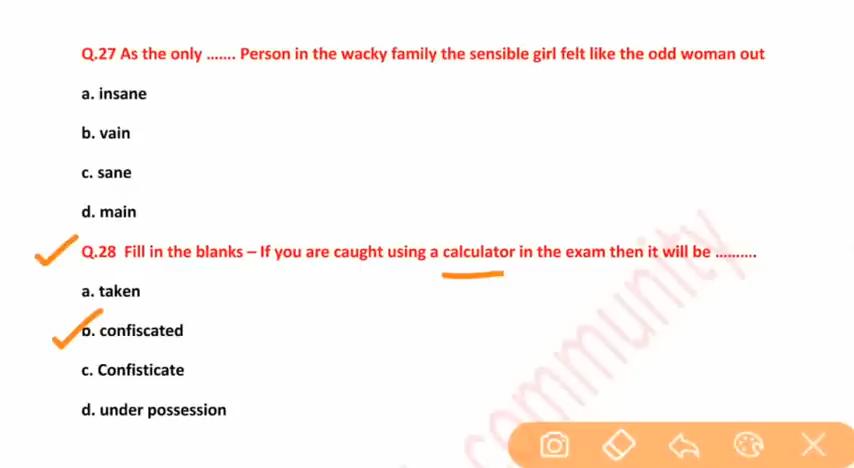 Q.27 As the only ....... Person in the wacky family the sensible girl felt like the odd woman out
a. insane
b. vain
c. sane
d. main
Q.28 Fill in the blanks – If you are caught using a calculator in the exam then it will be ..........
a. taken
b. confiscated
c. Confisticate
d. under possession
community